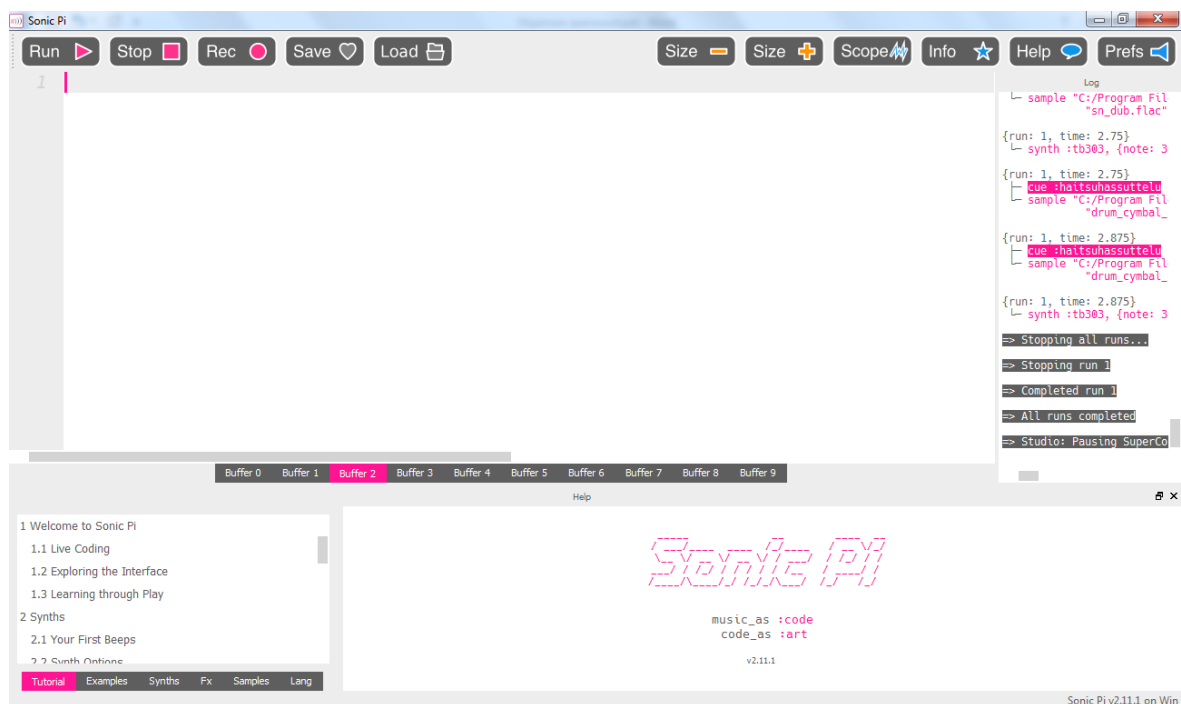 Sonic Pi
Run Stop Rec Save Load Size Size Scope Info Help Prefs
1
Log
sample "C:/Program Fil
"sn_dub.flac"
{run: 1, time: 2.75}
synth :tb303, {note: 3
{run: 1, time: 2.75}
cue :haitsuhassuttelu
sample "C:/Program Fil
"drum_cymbal_
{run: 1, time: 2.875}
cue :haitsuhassuttelu
sample "C:/Program Fil
"drum_cymbal_
{run: 1, time: 2.875}
synth :tb303, {note: 3
=> Stopping all runs...
=> Stopping run 1
=> Completed run 1
=> All runs completed
=> Studio: Pausing SuperCo
Buffer 0 Buffer 1 Buffer 2 Buffer 3 Buffer 4 Buffer 5 Buffer 6 Buffer 7 Buffer 8 Buffer 9
Help
1 Welcome to Sonic Pi
1.1 Live Coding
1.2 Exploring the Interface
1.3 Learning through Play
2 Synths
2.1 Your First Beeps
2.2 Synth Options
Tutorial Examples Synths Fx Samples Lang
Sonic Pi
music_as :code
code_as :art
v2.11.1
Sonic Pi v2.11.1 on Win